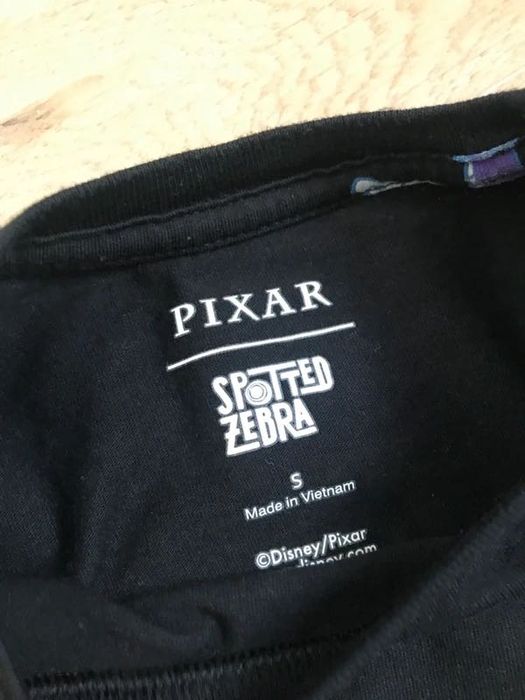 PIXAR
SPOTTED
ZEBRA
S
Made in Vietnam
©Disney/Pixar